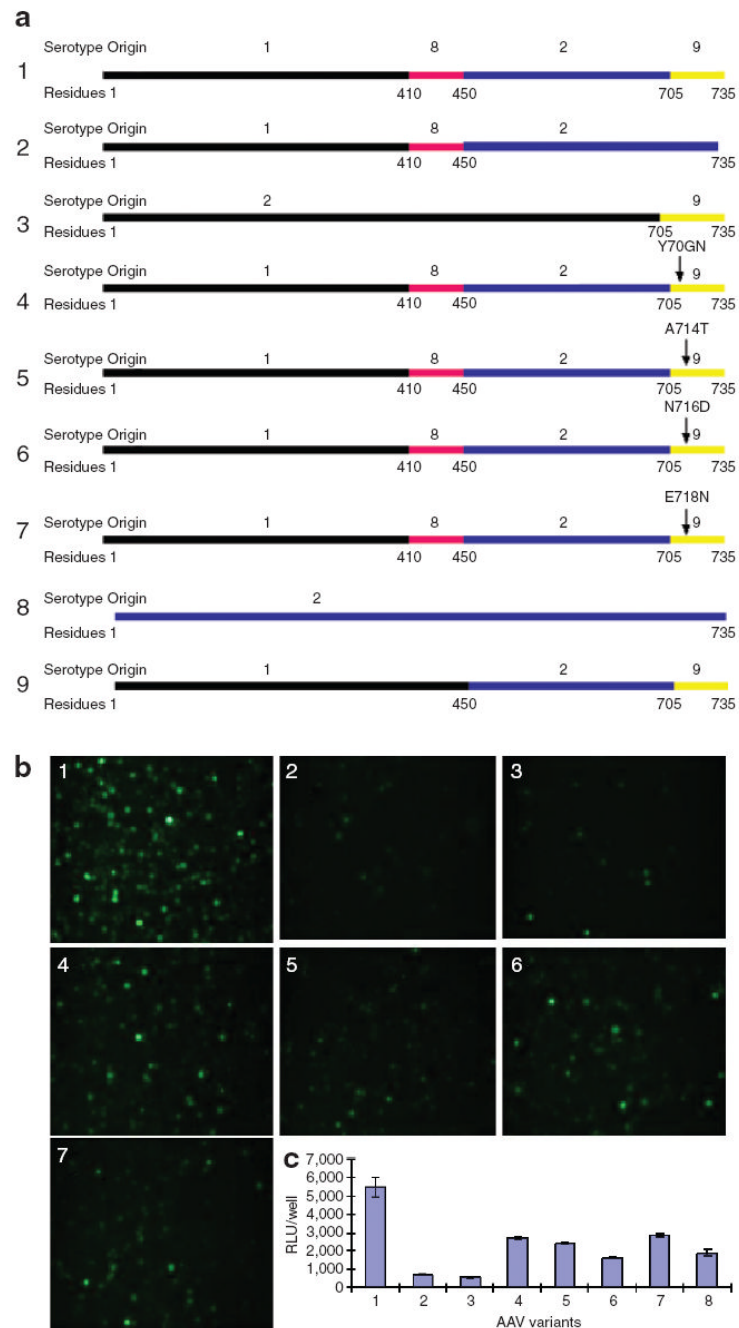 a
Serotype Origin 1 8 2 9
1
Residues 1 410 450 705 735
Serotype Origin 1 8 2
2
Residues 1 410 450 735
Serotype Origin 2 9
3
Residues 1 705 735
Y70GN
Serotype Origin 1 8 2 9
4
Residues 1 410 450 705 735
A714T
Serotype Origin 1 8 2 9
5
Residues 1 410 450 705 735
N716D
Serotype Origin 1 8 2 9
6
Residues 1 410 450 705 735
E718N
Serotype Origin 1 8 2 9
7
Residues 1 410 450 705 735
Serotype Origin 2
8
Residues 1 735
Serotype Origin 1 2 9
9
Residues 1 450 705 735
b
1 2 3
4 5 6
7
c
7,000
6,000
5,000
4,000
3,000
2,000
1,000
0
RLU/well
1 2 3 4 5 6 7 8
AAV variants